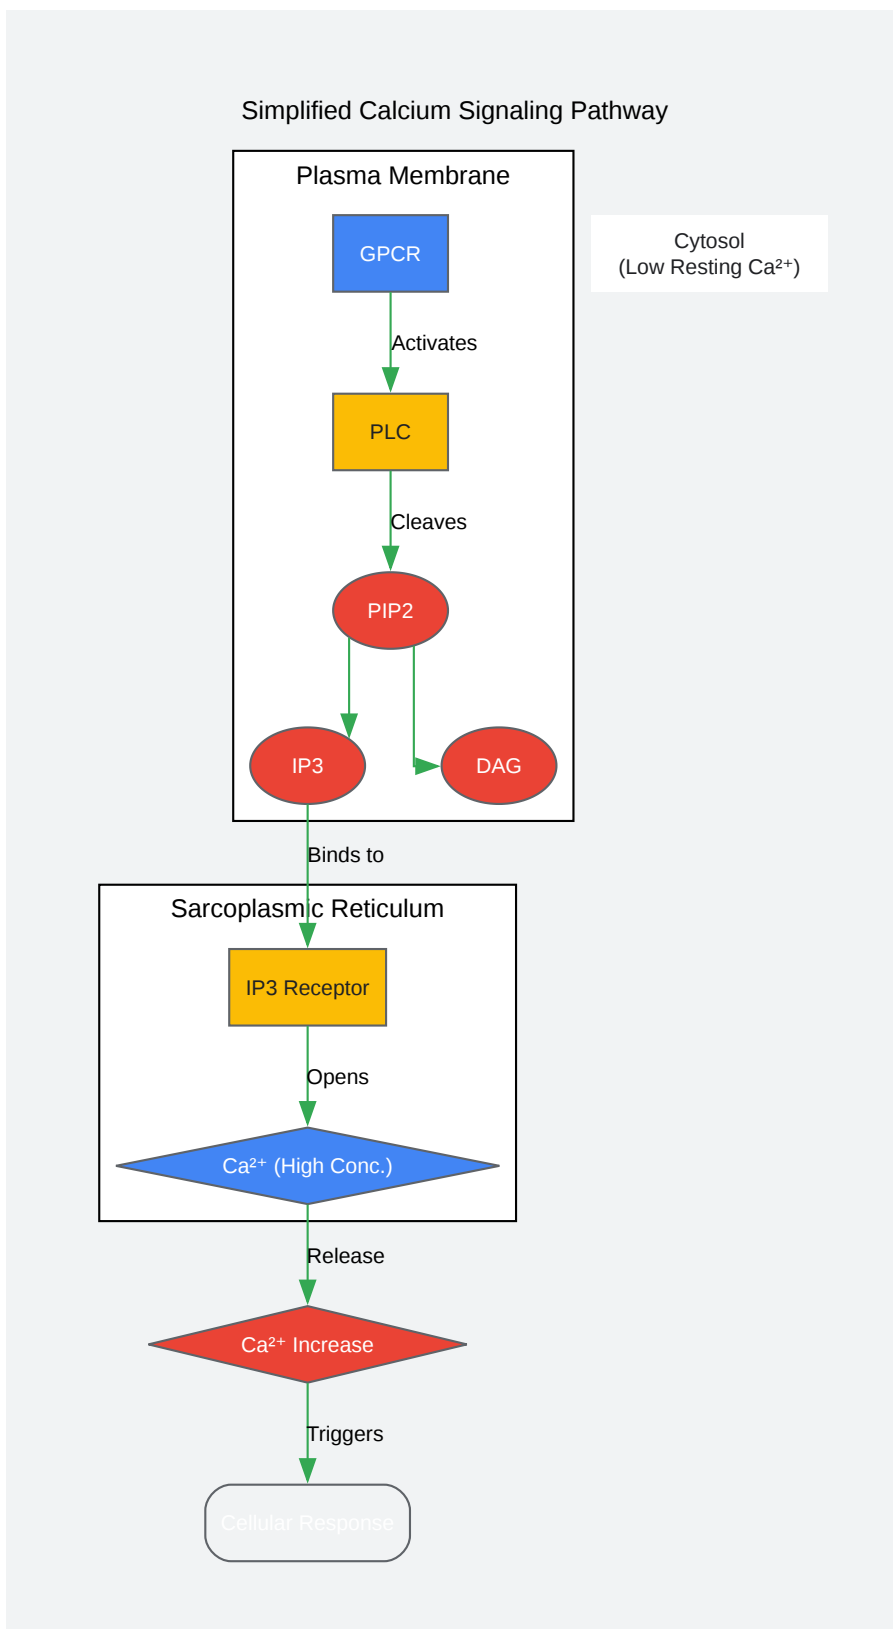 Simplified Calcium Signaling Pathway
Plasma Membrane
GPCR
Cytosol
(Low Resting Ca²⁺)
Activates
PLC
Cleaves
PIP2
IP3
DAG
Binds to
Sarcoplasmic Reticulum
IP3 Receptor
Opens
Ca²⁺ (High Conc.)
Release
Ca²⁺ Increase
Triggers
Cellular Response